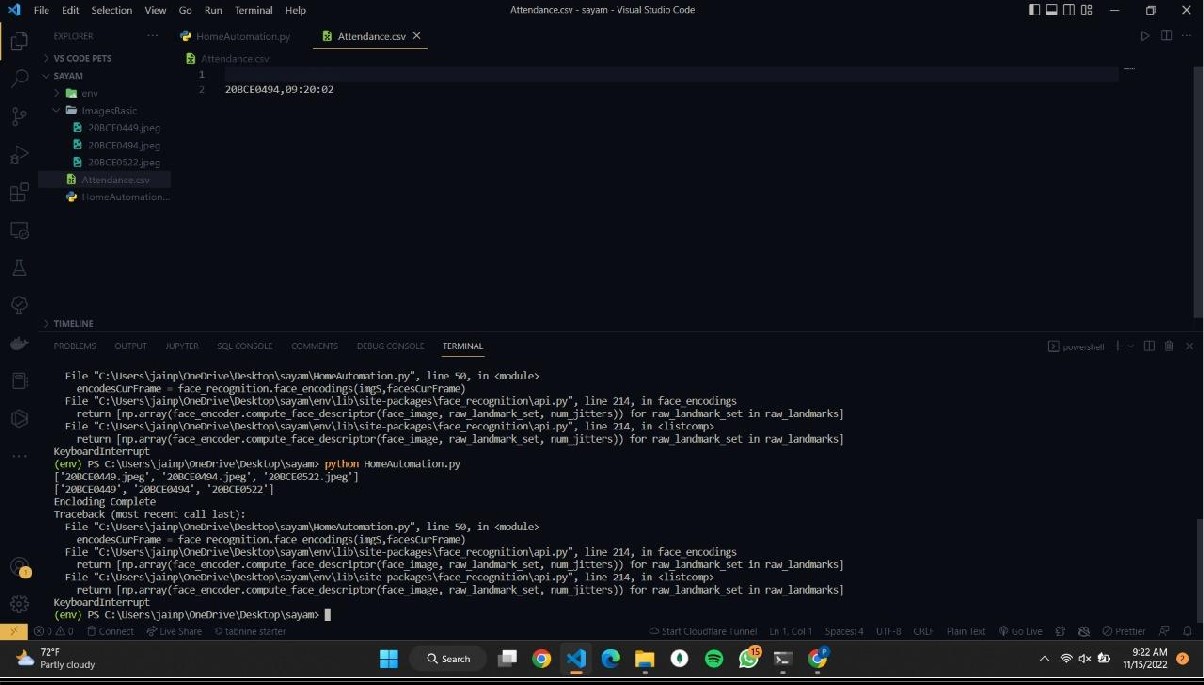 File Edit Selection View Go Run Terminal Help
Attendance.csv - sayam - Visual Studio Code
EXPLORER
HomeAutomation.py
Attendance.csv
VS CODE PETS
SAYAM
env
ImagesBasic
20BCE0449.jpeg
20BCE0494.jpeg
20BCE0522.jpeg
Attendance.csv
HomeAutomation...
TIMELINE
Attendance.csv
1
2 20BCE0494,09:20:02
PROBLEMS OUTPUT JUPYTER SQL CONSOLE COMMENTS DEBUG CONSOLE TERMINAL
powershell
File "C:\Users\jainp\OneDrive\Desktop\sayam\HomeAutomation.py", line 50, in <module>
encodesCurFrame = face_recognition.face_encodings(imgS,facesCurFrame)
File "C:\Users\jainp\OneDrive\Desktop\sayam\env\lib\site-packages\face_recognition\api.py", line 214, in face_encodings
return [np.array(face_encoder.compute_face_descriptor(face_image, raw_landmark_set, num_jitters)) for raw_landmark_set in raw_landmarks]
File "C:\Users\jainp\OneDrive\Desktop\sayam\env\lib\site-packages\face_recognition\api.py", line 214, in <listcomp>
return [np.array(face_encoder.compute_face_descriptor(face_image, raw_landmark_set, num_jitters)) for raw_landmark_set in raw_landmarks]
KeyboardInterrupt
(env) PS C:\Users\jainp\OneDrive\Desktop\sayam> python HomeAutomation.py
['20BCE0449.jpeg', '20BCE0494.jpeg', '20BCE0522.jpeg']
['20BCE0449', '20BCE0494', '20BCE0522']
Encloding Complete
Traceback (most recent call last):
File "C:\Users\jainp\OneDrive\Desktop\sayam\HomeAutomation.py", line 50, in <module>
encodesCurFrame = face_recognition.face_encodings(imgS,facesCurFrame)
File "C:\Users\jainp\OneDrive\Desktop\sayam\env\lib\site-packages\face_recognition\api.py", line 214, in face_encodings
return [np.array(face_encoder.compute_face_descriptor(face_image, raw_landmark_set, num_jitters)) for raw_landmark_set in raw_landmarks]
File "C:\Users\jainp\OneDrive\Desktop\sayam\env\lib\site-packages\face_recognition\api.py", line 214, in <listcomp>
return [np.array(face_encoder.compute_face_descriptor(face_image, raw_landmark_set, num_jitters)) for raw_landmark_set in raw_landmarks]
KeyboardInterrupt
(env) PS C:\Users\jainp\OneDrive\Desktop\sayam>
0 0 Connect Live Share tabnine starter Start Cloudflare Tunnel Ln 1, Col 1 Spaces: 4 UTF-8 CRLF Plain Text Go Live Prettier
72°F
Partly cloudy
Search
15
9:22 AM
11/15/2022
2